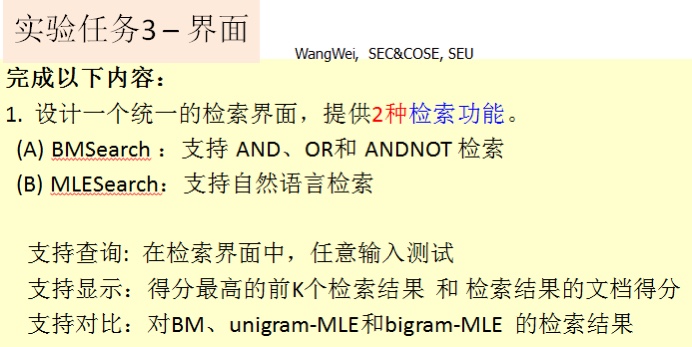 实验任务3 – 界面
WangWei, SEC&COSE, SEU
完成以下内容：
1. 设计一个统一的检索界面，提供2种检索功能。
(A) BMSearch： 支持 AND、OR和 ANDNOT 检索
(B) MLESearch：支持自然语言检索
支持查询: 在检索界面中，任意输入测试
支持显示：得分最高的前K个检索结果 和 检索结果的文档得分
支持对比：对BM、unigram-MLE和bigram-MLE 的检索结果